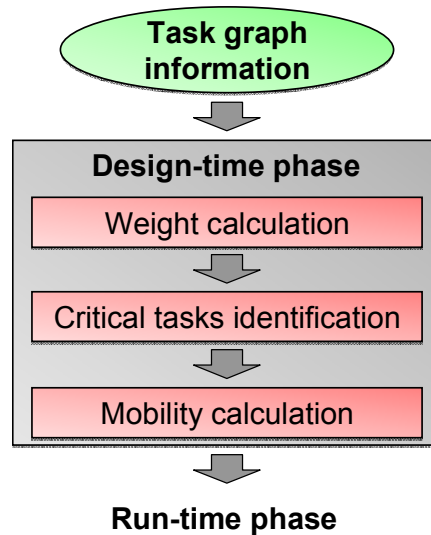 Task graph
information
Design-time phase
Weight calculation
Critical tasks identification
Mobility calculation
Run-time phase